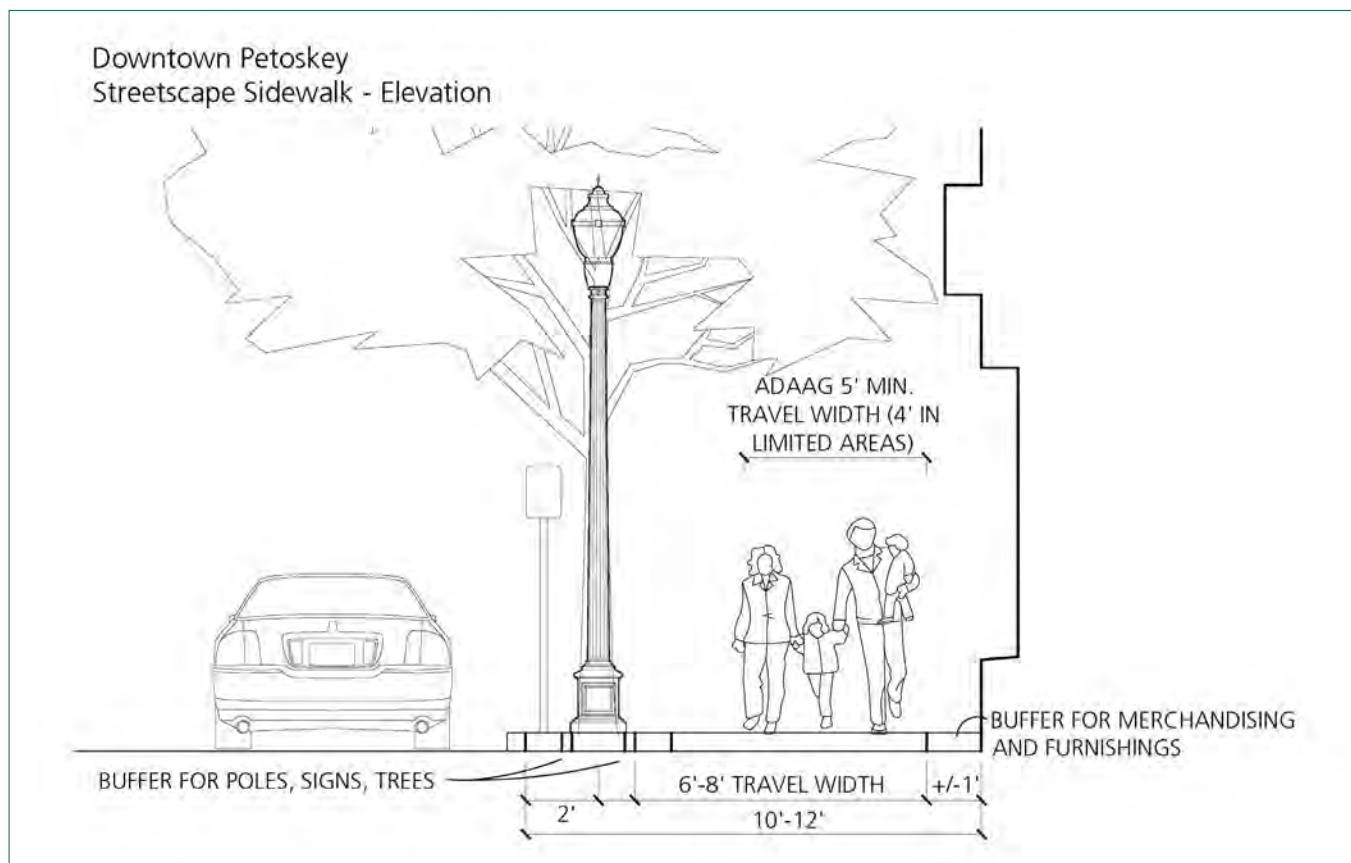 Downtown Petoskey
Streetscape Sidewalk - Elevation
ADAAG 5' MIN.
TRAVEL WIDTH (4' IN
LIMITED AREAS)
BUFFER FOR MERCHANDISING
AND FURNISHINGS
BUFFER FOR POLES, SIGNS, TREES
6'-8' TRAVEL WIDTH
+/-1'
2'
10'-12'